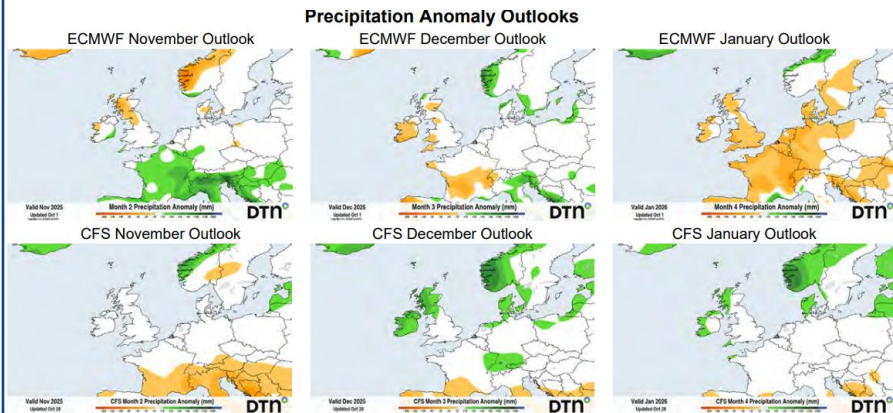 Precipitation Anomaly Outlooks
ECMWF November Outlook
ECMWF December Outlook
ECMWF January Outlook
Valid Nov 2025
Updated Oct 1
Month 2 Precipitation Anomaly (mm)
DTN
Valid Dec 2025
Updated Oct 1
Month 3 Precipitation Anomaly (mm)
DTN
Valid Jan 2026
Updated Oct 1
Month 4 Precipitation Anomaly (mm)
DTN
CFS November Outlook
CFS December Outlook
CFS January Outlook
Valid Nov 2025
Updated Oct 28
CFS Month 2 Precipitation Anomaly (mm)
DTN
Valid Dec 2025
Updated Oct 28
CFS Month 3 Precipitation Anomaly (mm)
DTN
Valid Jan 2026
Updated Oct 28
CFS Month 4 Precipitation Anomaly (mm)
DTN